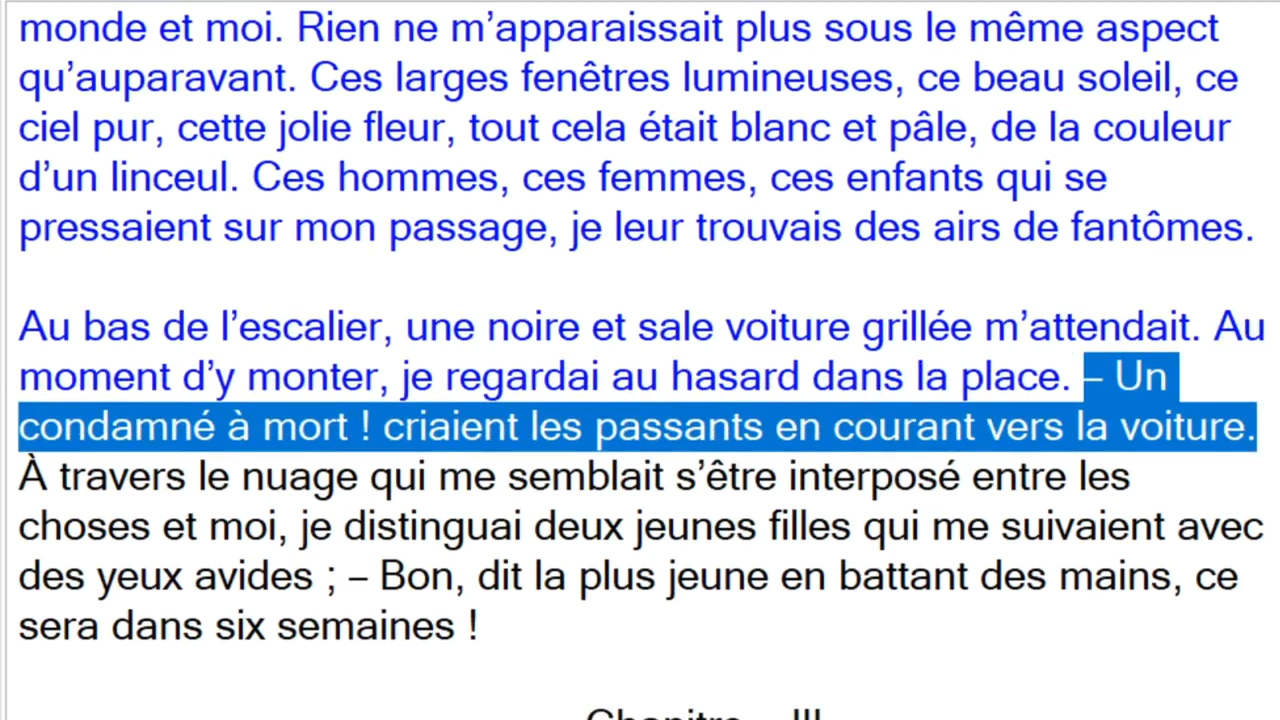 monde et moi. Rien ne m’apparaissait plus sous le même aspect
qu’auparavant. Ces larges fenêtres lumineuses, ce beau soleil, ce
ciel pur, cette jolie fleur, tout cela était blanc et pâle, de la couleur
d’un linceul. Ces hommes, ces femmes, ces enfants qui se
pressaient sur mon passage, je leur trouvais des airs de fantômes.
Au bas de l’escalier, une noire et sale voiture grillée m’attendait. Au
moment d’y monter, je regardai au hasard dans la place. – Un
condamné à mort ! criaient les passants en courant vers la voiture.
À travers le nuage qui me semblait s’être interposé entre les
choses et moi, je distinguai deux jeunes filles qui me suivaient avec
des yeux avides ; – Bon, dit la plus jeune en battant des mains, ce
sera dans six semaines !
Chapitre – III